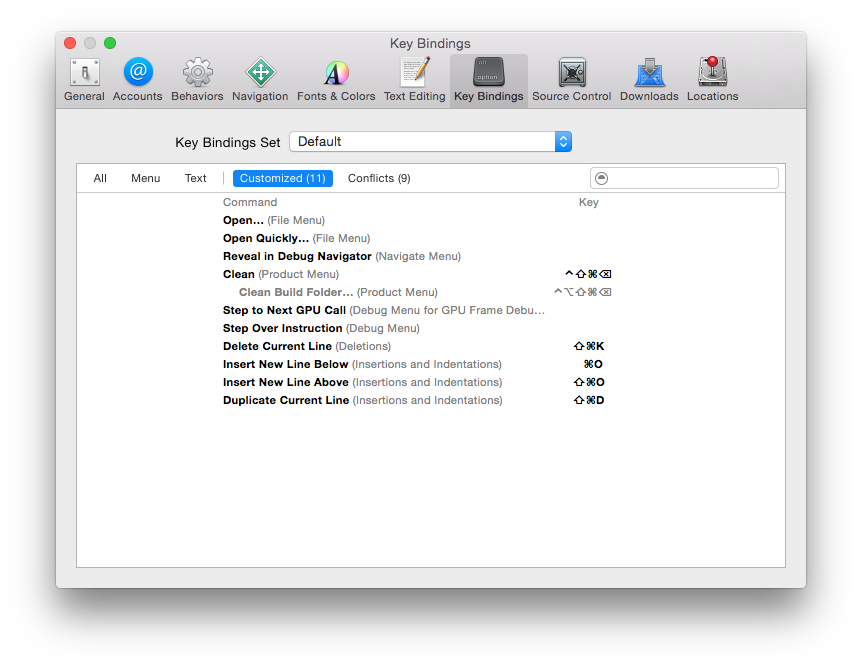 Key Bindings
General Accounts Behaviors Navigation Fonts & Colors Text Editing Key Bindings Source Control Downloads Locations
Key Bindings Set Default
All Menu Text Customized (11) Conflicts (9)
Command Key
Open... (File Menu)
Open Quickly... (File Menu)
Reveal in Debug Navigator (Navigate Menu)
Clean (Product Menu) ^⇧⌘⌫
Clean Build Folder... (Product Menu) ^⌥⇧⌘⌫
Step to Next GPU Call (Debug Menu for GPU Frame Debu...
Step Over Instruction (Debug Menu)
Delete Current Line (Deletions) ⇧⌘K
Insert New Line Below (Insertions and Indentations) ⌘O
Insert New Line Above (Insertions and Indentations) ⇧⌘O
Duplicate Current Line (Insertions and Indentations) ⇧⌘D